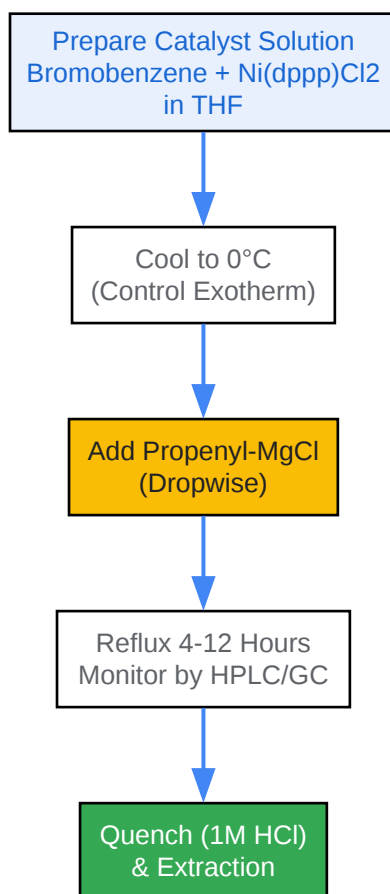 Prepare Catalyst Solution
Bromobenzene + Ni(dppp)Cl2
in THF
Cool to 0°C
(Control Exotherm)
Add Propenyl-MgCl
(Dropwise)
Reflux 4-12 Hours
Monitor by HPLC/GC
Quench (1M HCl)
& Extraction